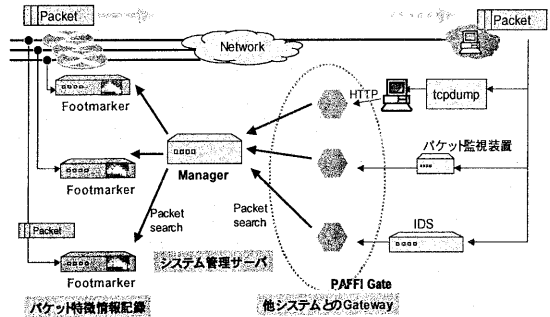 Packet
Packet
Network
HTTP
tcpdump
Footmarker
パケット監視装置
Manager
Footmarker
Packet
search
Packet
search
Packet
IDS
システム管理サーバ
Footmarker
PAFFI Gate
パケット特徴情報記録
他システムとのGateway